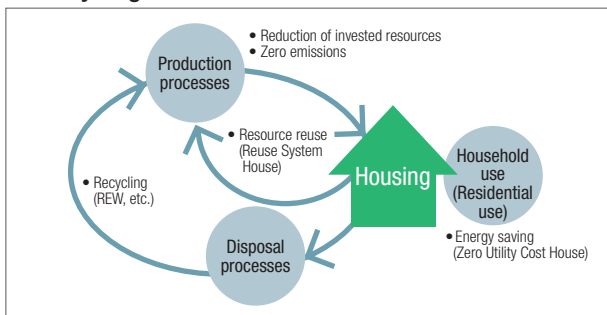 • Reduction of invested resources
• Zero emissions
Production
processes
• Resource reuse
(Reuse System
House)
Housing
Household
use
(Residential
use)
• Recycling
(REW, etc.)
• Energy saving
(Zero Utility Cost House)
Disposal
processes